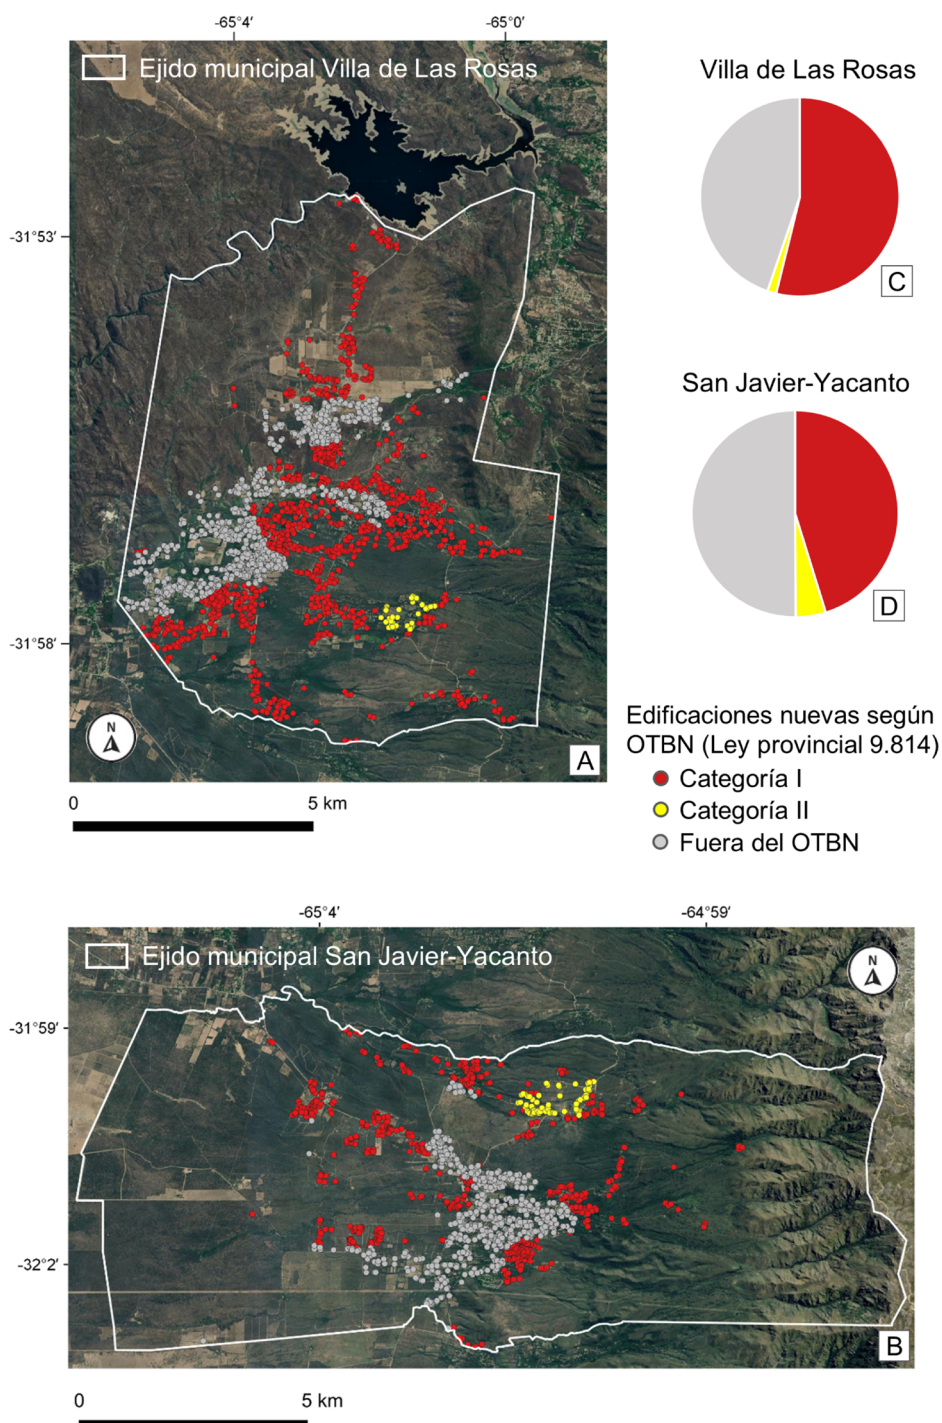 -65°4′
-65°0′
Ejido municipal Villa de Las Rosas
-31°53′
-31°58′
N
A
0
5 km
Villa de Las Rosas
C
San Javier-Yacanto
D
Edificaciones nuevas según
OTBN (Ley provincial 9.814)
Categoría I
Categoría II
Fuera del OTBN
-65°4′
-64°59′
Ejido municipal San Javier-Yacanto
N
-31°59′
-32°2′
B
0
5 km